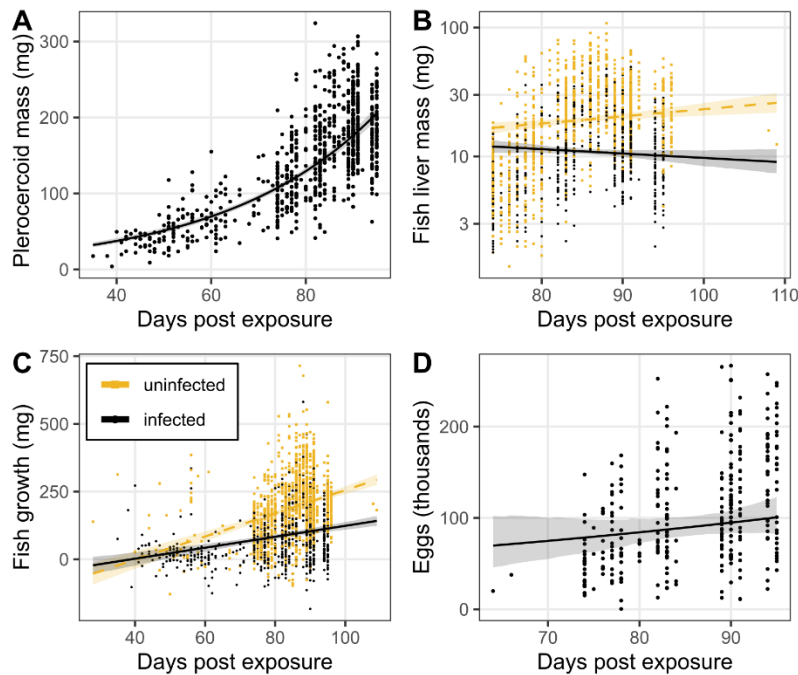 A
Plerocercoid mass (mg)
300
200
100
0
40
60
80
Days post exposure
B
Fish liver mass (mg)
100
30
10
3
80
90
100
110
Days post exposure
C
Fish growth (mg)
750
500
250
0
uninfected
infected
40
60
80
100
Days post exposure
D
Eggs (thousands)
200
100
0
70
80
90
Days post exposure